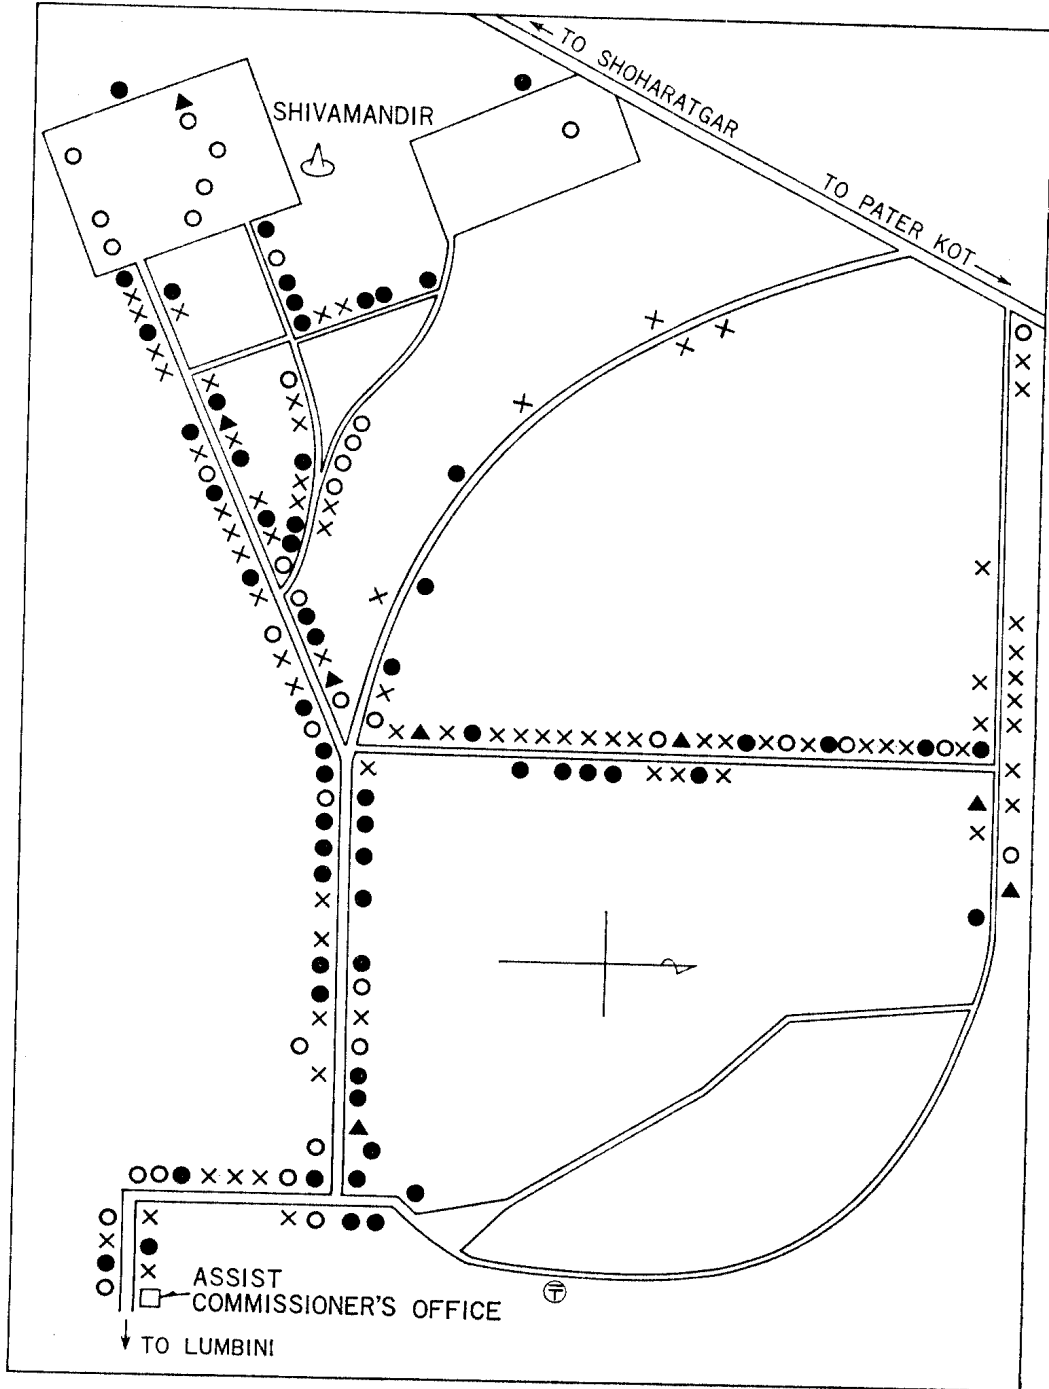 TO SHOHARATGAR
SHIVAMANDIR
TO PATER KOT
ASSIST
COMMISSIONER'S OFFICE
TO LUMBINI